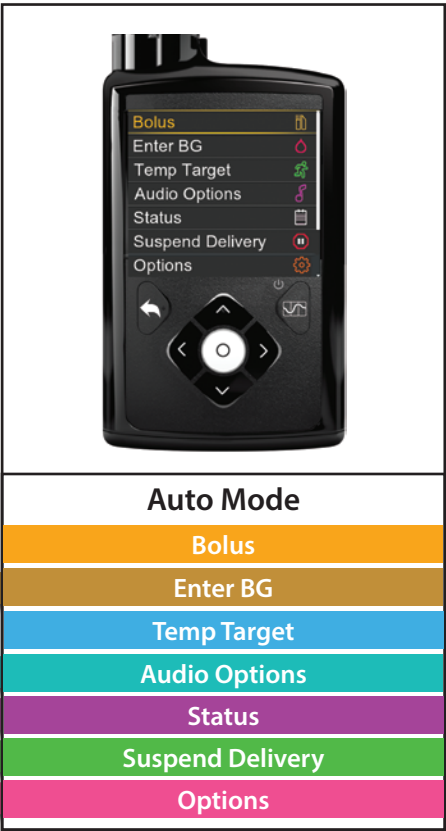 Bolus
Enter BG
Temp Target
Audio Options
Status
Suspend Delivery
Options
Auto Mode
Bolus
Enter BG
Temp Target
Audio Options
Status
Suspend Delivery
Options